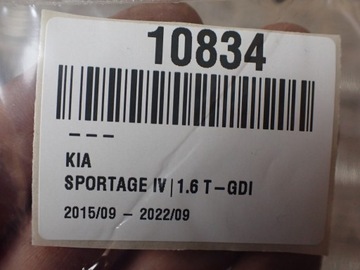 10834
---
KIA
SPORTAGE IV | 1.6 T-GDI
2015/09 - 2022/09